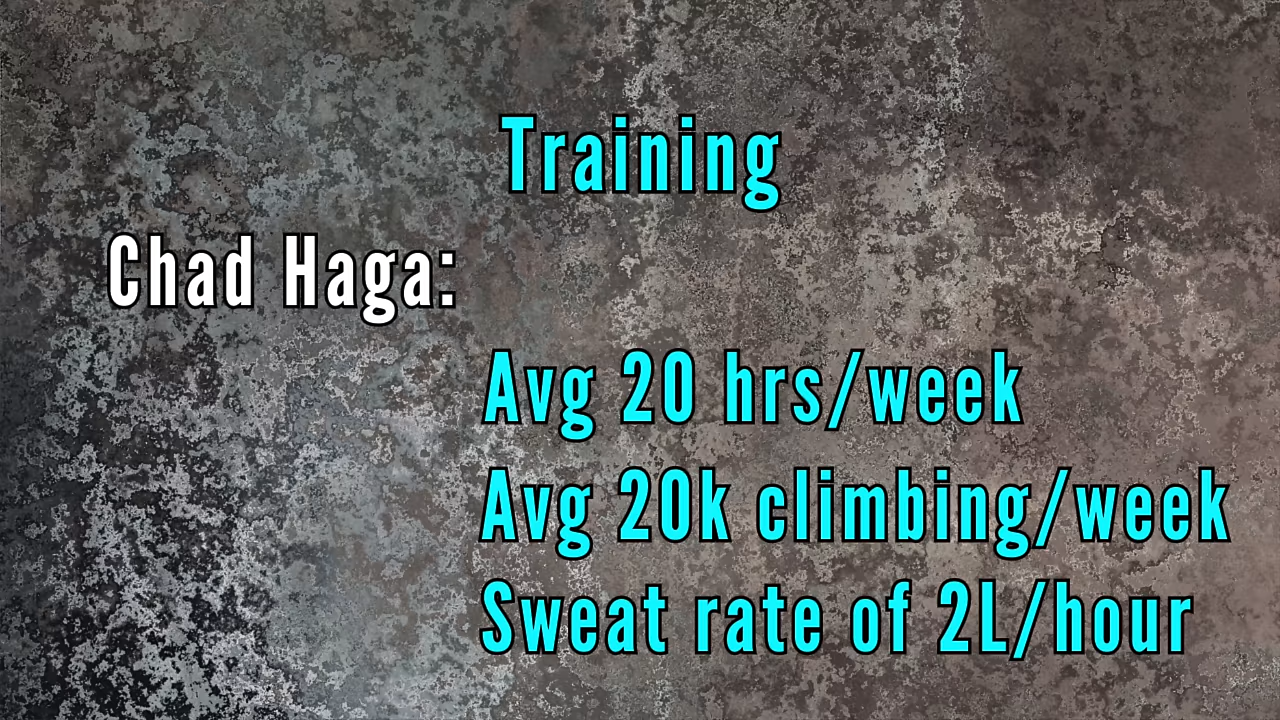 Training
Chad Haga:
Avg 20 hrs/week
Avg 20k climbing/week
Sweat rate of 2L/hour